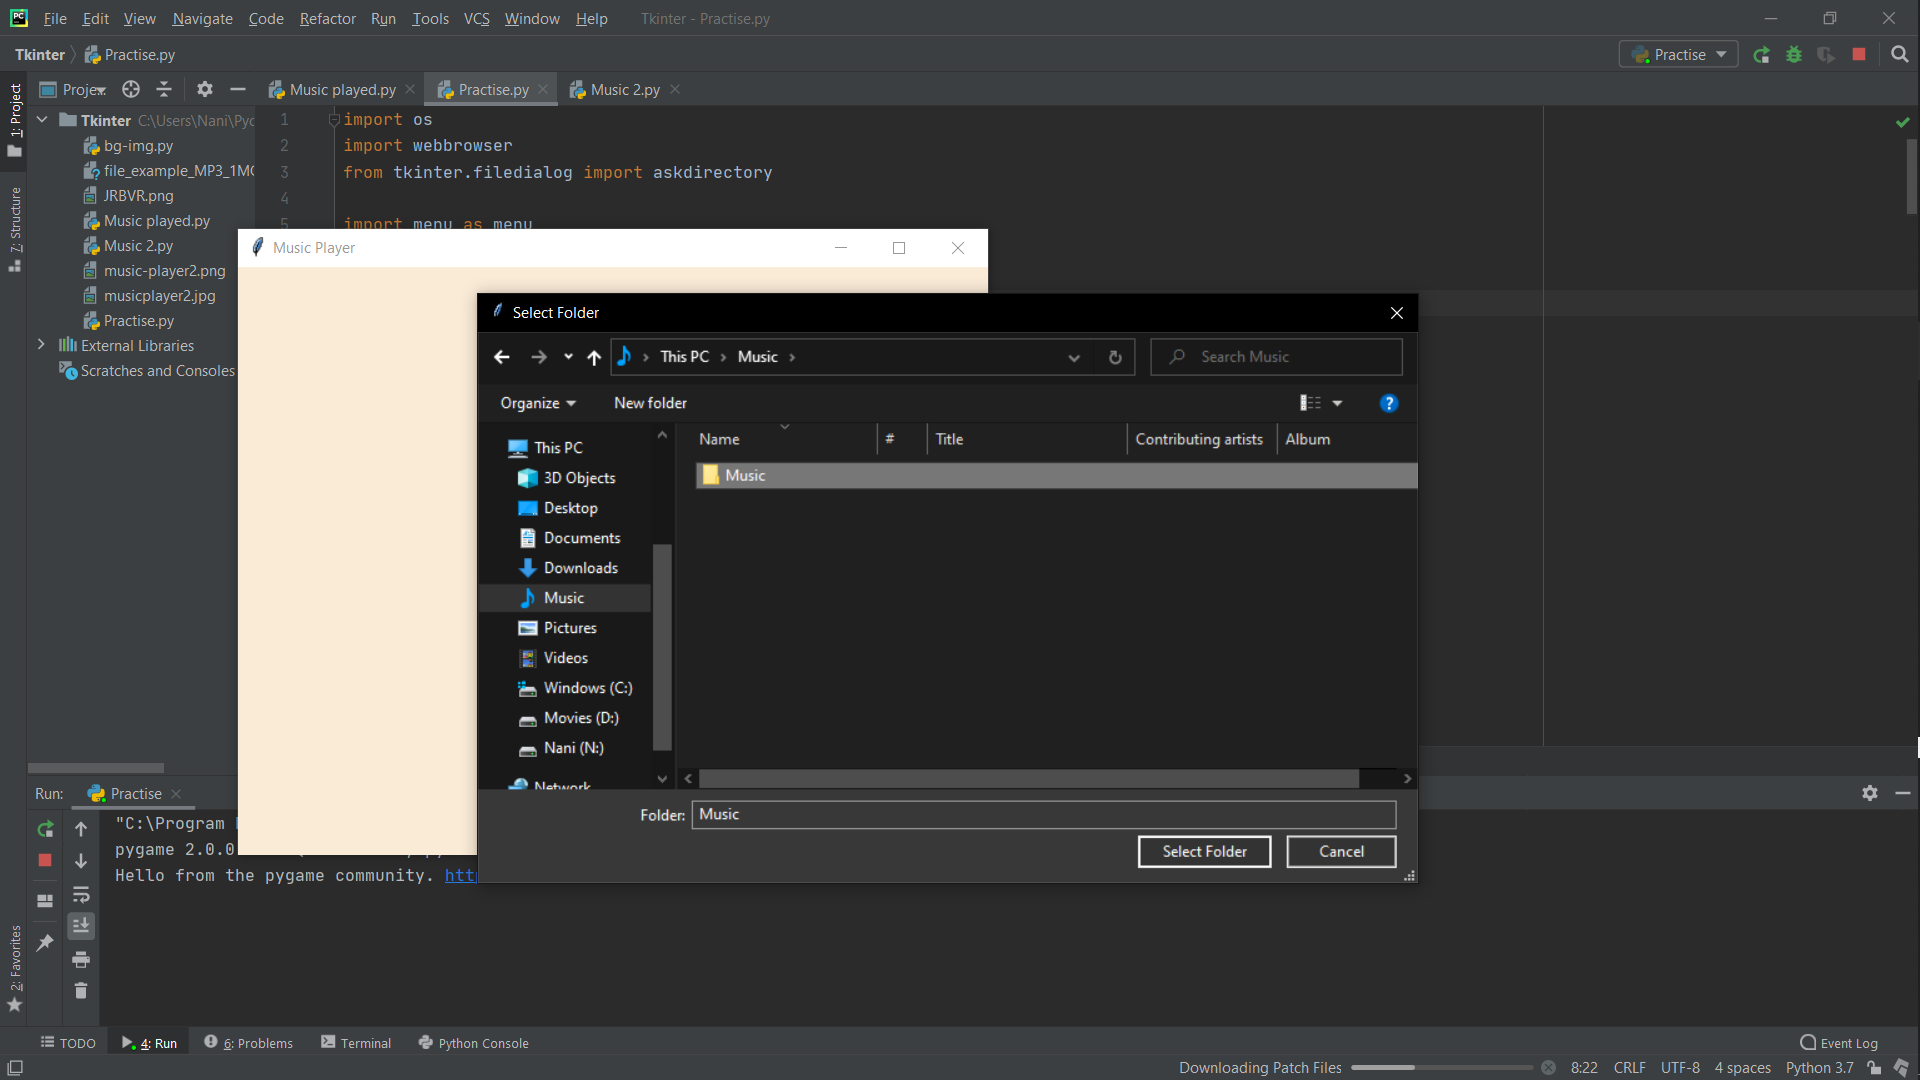 File Edit View Navigate Code Refactor Run Tools VCS Window Help Tkinter - Practise.py
Tkinter Practise.py Practise
1: Project
Proje
Music played.py Practise.py Music 2.py
Tkinter C:\Users\Nani\Pyc
bg-img.py
file_example_MP3_1M
JRBVR.png
Music played.py
Music 2.py
music-player2.png
musicplayer2.jpg
Practise.py
External Libraries
Scratches and Consoles
7: Structure
1 import os
2 import webbrowser
3 from tkinter.filedialog import askdirectory
4
5 import menu as menu
Music Player
Select Folder
This PC Music Search Music
Organize New folder
This PC
3D Objects
Desktop
Documents
Downloads
Music
Pictures
Videos
Windows (C:)
Movies (D:)
Nani (N:)
Network
Name # Title Contributing artists Album
Music
Folder: Music
Select Folder Cancel
Run: Practise
"C:\Program
pygame 2.0.0
Hello from the pygame community. htt
2: Favorites
TODO 4: Run 6: Problems Terminal Python Console Event Log
Downloading Patch Files 8:22 CRLF UTF-8 4 spaces Python 3.7